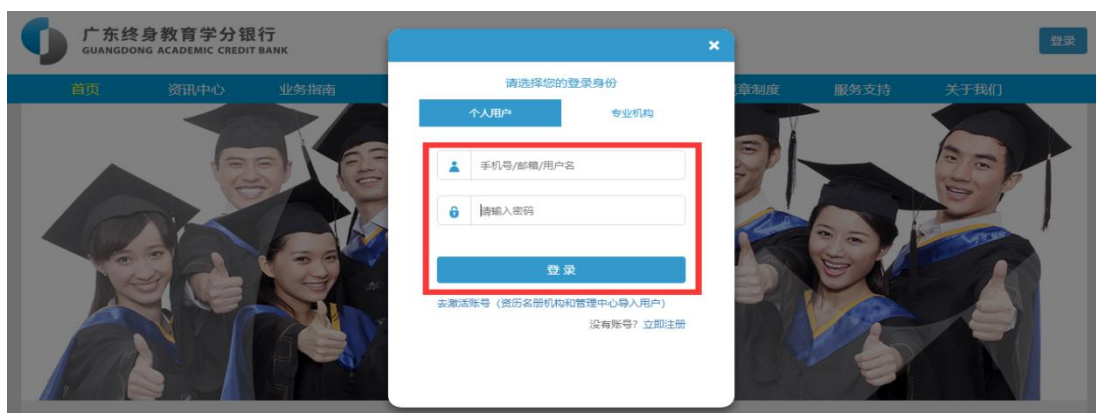 广东终身教育学分银行
GUANGDONG ACADEMIC CREDIT BANK
登录
首页
资讯中心
业务指南
章制度
服务支持
关于我们
×
请选择您的登录身份
个人用户
专业机构
手机号/邮箱/用户名
请输入密码
登 录
去激活账号（资历名册机构和管理中心导入用户）
没有账号？立即注册